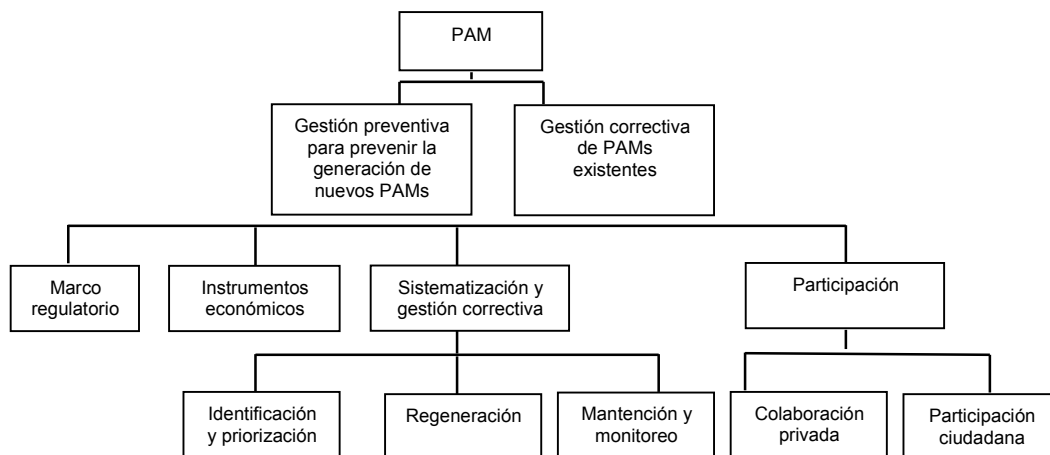 PAM
Gestión preventiva
para prevenir la
generación de
nuevos PAMs
Gestión correctiva
de PAMs
existentes
Marco
regulatorio
Instrumentos
económicos
Sistematización y
gestión correctiva
Participación
Identificación
y priorización
Regeneración
Mantención y
monitoreo
Colaboración
privada
Participación
ciudadana